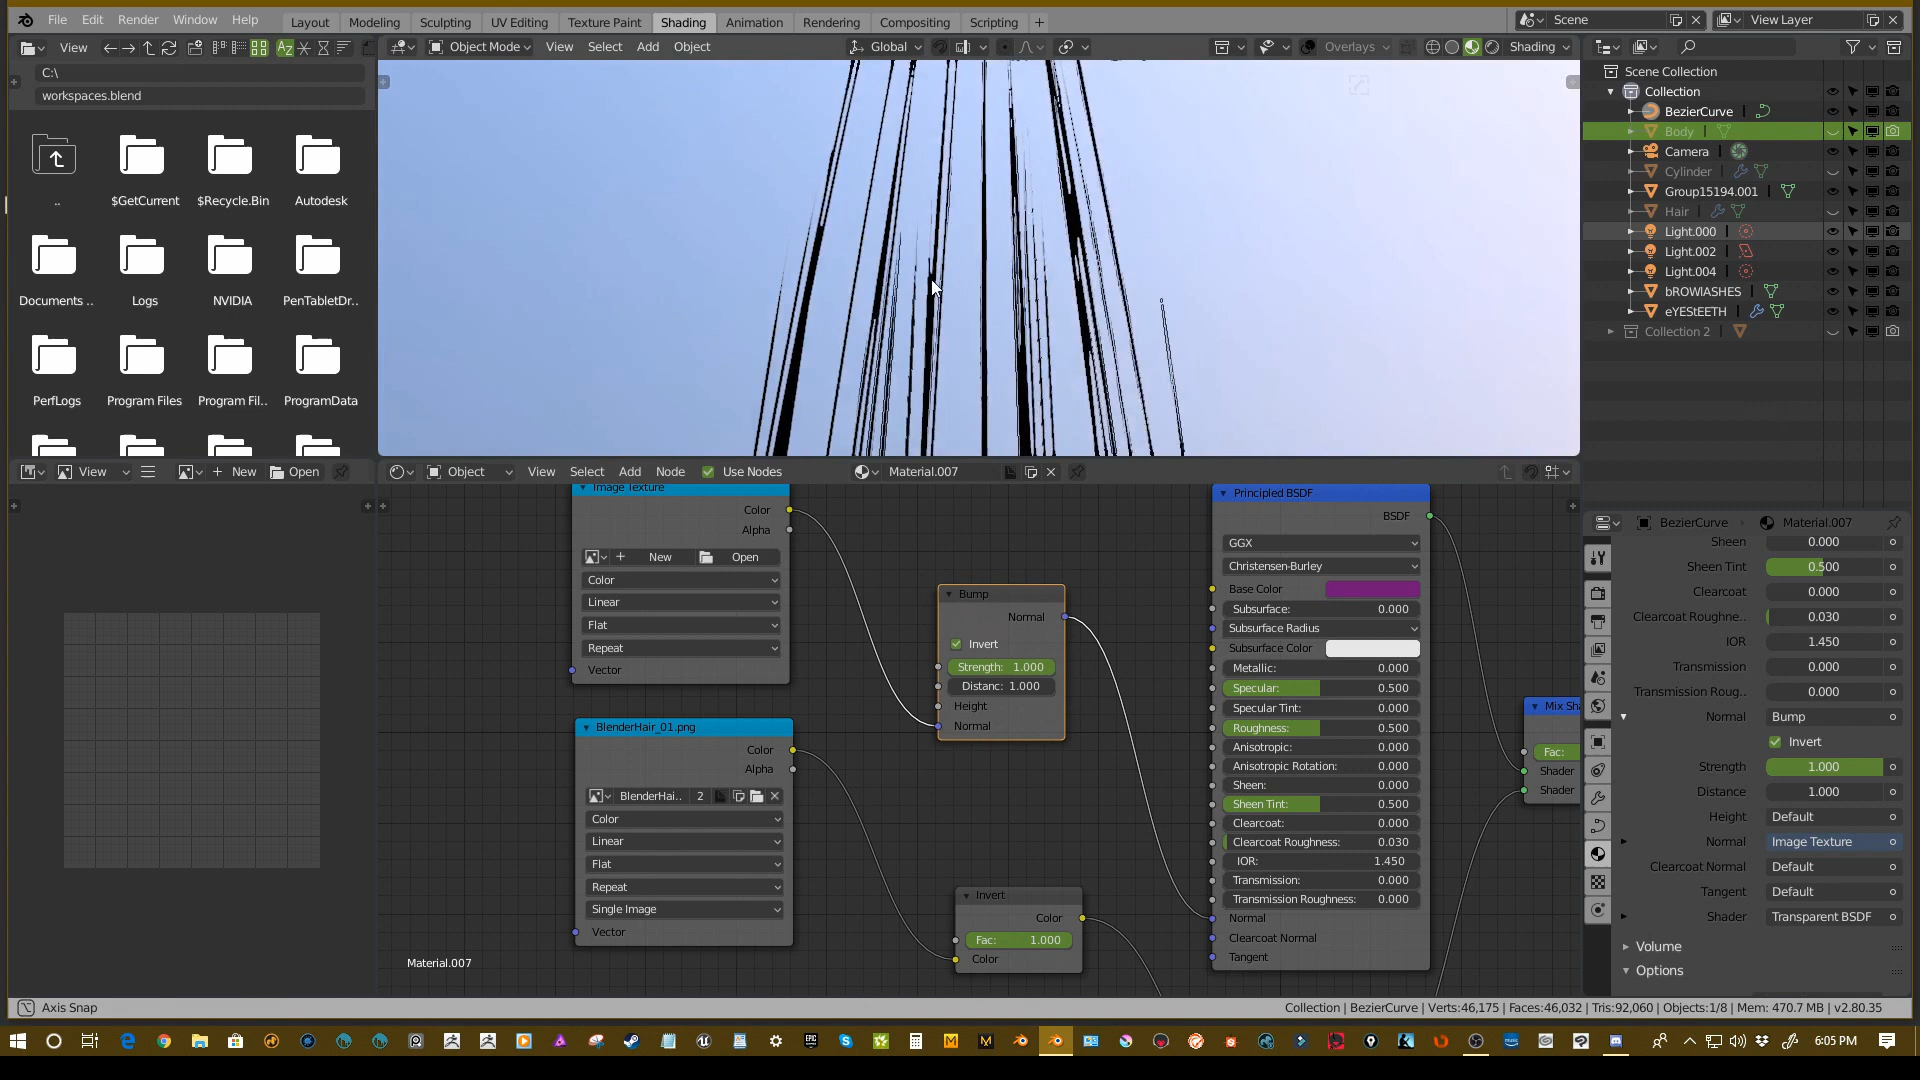 File Edit Render Window Help Layout Modeling Sculpting UV Editing Texture Paint Shading Animation Rendering Compositing Scripting + Scene View Layer
View Object Mode View Select Add Object Global Overlays Shading
C:\
workspaces.blend
.. $GetCurrent $Recycle.Bin Autodesk
Documents .. Logs NVIDIA PenTabletDr..
PerfLogs Program Files Program Fil.. ProgramData
Scene Collection
Collection
BezierCurve
Body
Camera
Cylinder
Group15194.001
Hair
Light.000
Light.002
Light.004
bROWlASHES
eYEStEETH
Collection 2
View New Open
Object View Select Add Node Use Nodes Material.007
Image Texture
Color
Alpha
New Open
Color
Linear
Flat
Repeat
Vector
BlenderHair_01.png
Color
Alpha
BlenderHai.. 2
Color
Linear
Flat
Repeat
Single Image
Vector
Bump
Normal
Invert
Strength: 1.000
Distanc: 1.000
Height
Normal
Invert
Color
Fac: 1.000
Color
Principled BSDF
BSDF
GGX
Christensen-Burley
Base Color
Subsurface: 0.000
Subsurface Radius
Subsurface Color
Metallic: 0.000
Specular: 0.500
Specular Tint: 0.000
Roughness: 0.500
Anisotropic: 0.000
Anisotropic Rotation: 0.000
Sheen: 0.000
Sheen Tint: 0.500
Clearcoat: 0.000
Clearcoat Roughness: 0.030
IOR: 1.450
Transmission: 0.000
Transmission Roughness: 0.000
Normal
Clearcoat Normal
Tangent
Mix Sha
Fac:
Shader
Shader
Material.007
BezierCurve Material.007
Sheen 0.000
Sheen Tint 0.500
Clearcoat 0.000
Clearcoat Roughne.. 0.030
IOR 1.450
Transmission 0.000
Transmission Roug.. 0.000
Normal Bump
Invert
Strength 1.000
Distance 1.000
Height Default
Normal Image Texture
Clearcoat Normal Default
Tangent Default
Shader Transparent BSDF
Volume
Options
Axis Snap Collection | BezierCurve | Verts:46,175 | Faces:46,032 | Tris:92,060 | Objects:1/8 | Mem: 470.7 MB | v2.80.35
6:05 PM